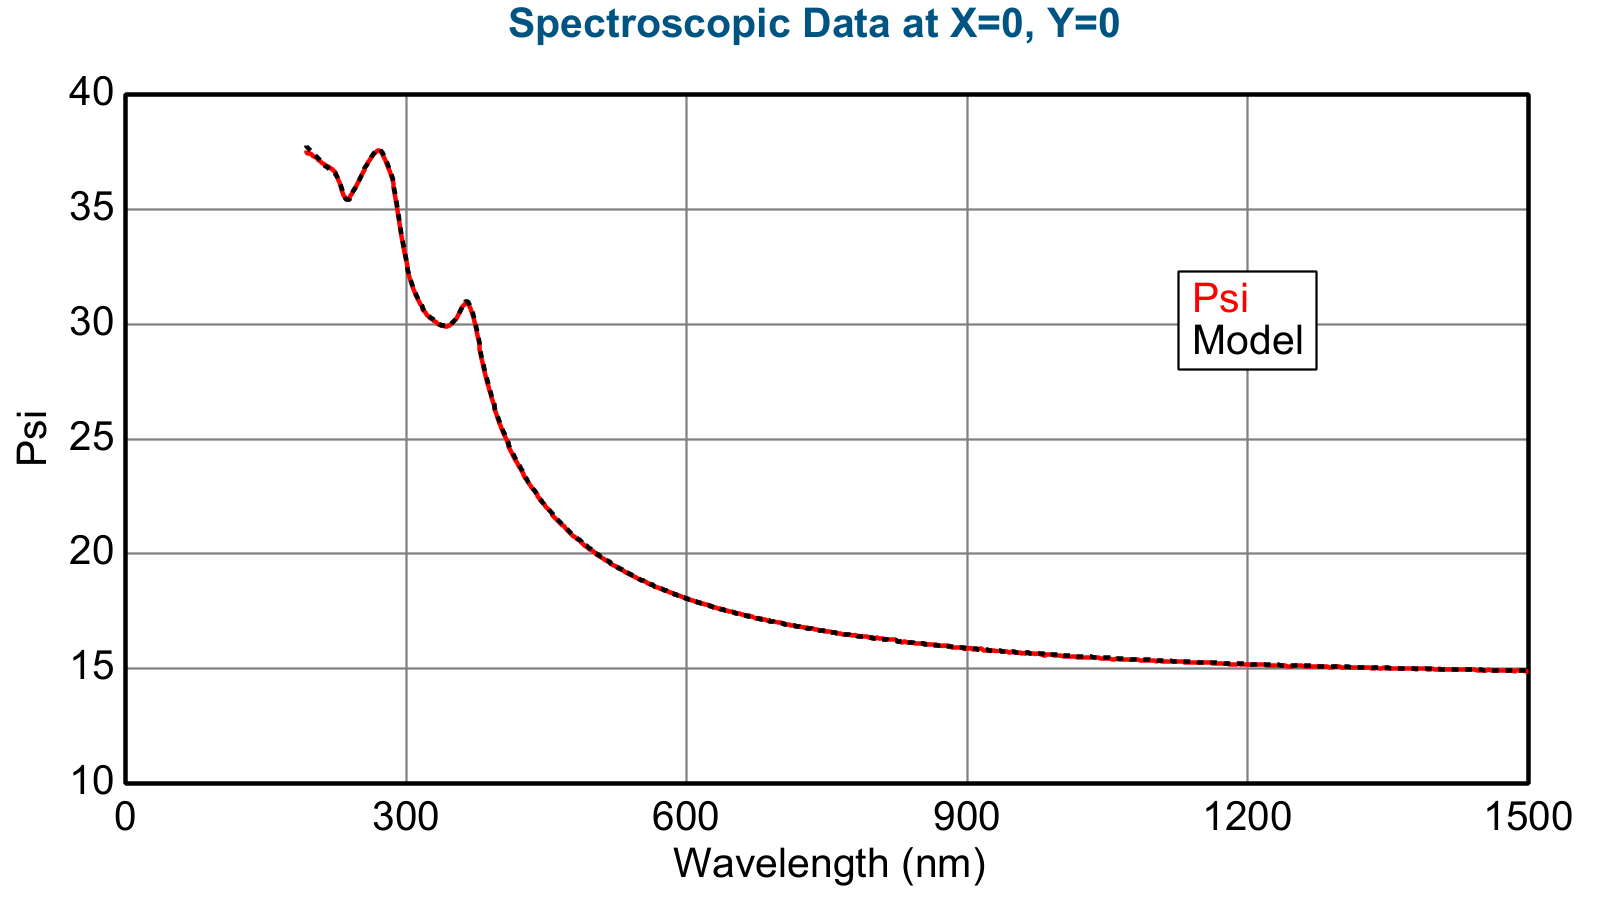 Spectroscopic Data at X=0, Y=0
40
35
30
25
20
15
10
Psi
Psi
Model
0 300 600 900 1200 1500
Wavelength (nm)